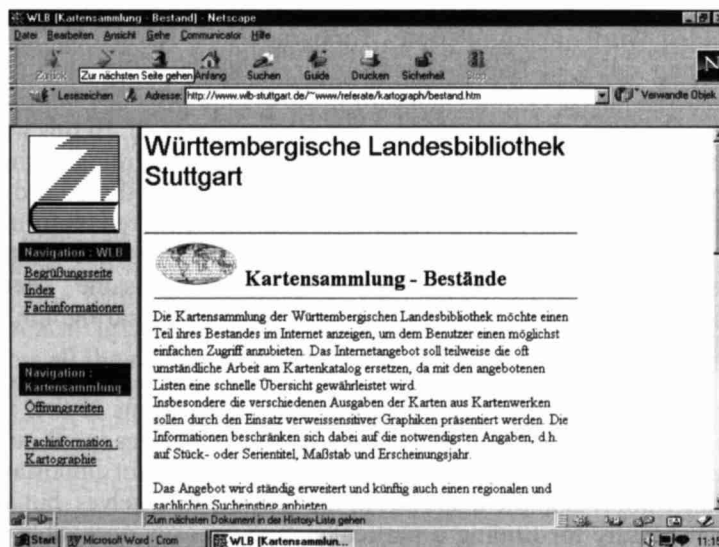 WLB [Kartensammlung - Bestand] - Netscape
Datei Bearbeiten Ansicht Gehe Communicator Hilfe
Zurück Zur nächsten Seite gehen Anfang Suchen Guide Drucken Sicherheit Stop
N
Lesezeichen Adresse: http://www.wlb-stuttgart.de/~www/referate/kartograph/bestand.htm Verwandte Objek
Württembergische Landesbibliothek
Stuttgart
Navigation : WLB
Begrüßungsseite
Index
Fachinformationen
Navigation :
Kartensammlung
Öffnungszeiten
Fachinformation :
Kartographie
Kartensammlung - Bestände
Die Kartensammlung der Württembergischen Landesbibliothek möchte einen
Teil ihres Bestandes im Internet anzeigen, um dem Benutzer einen möglichst
einfachen Zugriff anzubieten. Das Internetangebot soll teilweise die oft
umständliche Arbeit am Kartenkatalog ersetzen, da mit den angebotenen
Listen eine schnelle Übersicht gewährleistet wird.
Insbesondere die verschiedenen Ausgaben der Karten aus Kartenwerken
sollen durch den Einsatz verweissensitiver Graphiken präsentiert werden. Die
Informationen beschränken sich dabei auf die notwendigsten Angaben, d.h.
auf Stück- oder Serientitel, Maßstab und Erscheinungsjahr.
Das Angebot wird ständig erweitert und künftig auch einen regionalen und
sachlichen Sucheinstieg anbieten.
Zum nächsten Dokument in der History-Liste gehen
Start Microsoft Word - Crom WLB [Kartensammlun... 11:15